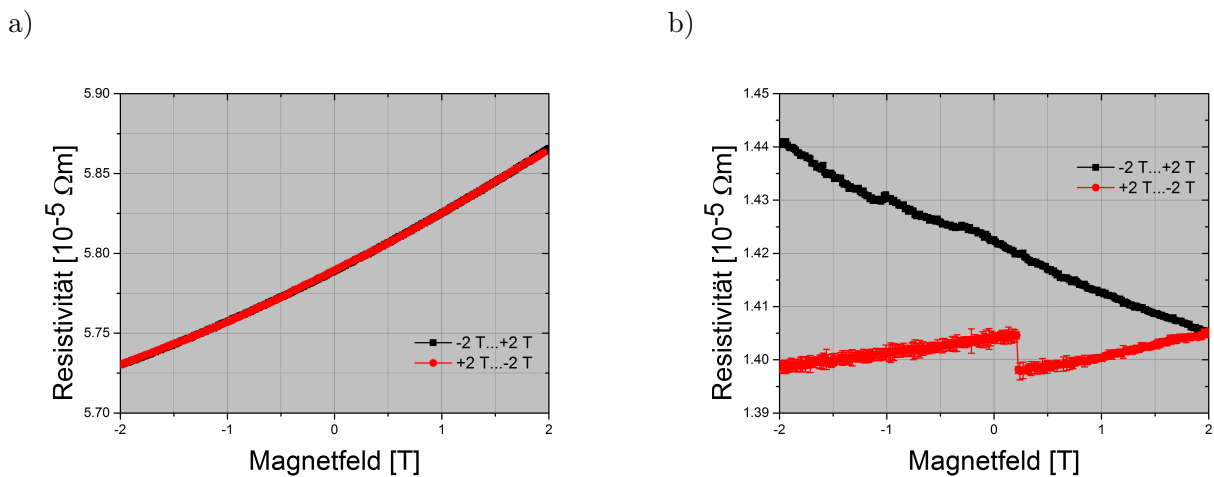 a)
b)
5.90
5.85
5.80
5.75
5.70
Resistivität [10⁻⁵ Ωm]
-2 T...+2 T
+2 T...-2 T
-2 -1 0 1 2
Magnetfeld [T]
1.45
1.44
1.43
1.42
1.41
1.40
1.39
Resistivität [10⁻⁵ Ωm]
-2 T...+2 T
+2 T...-2 T
-2 -1 0 1 2
Magnetfeld [T]